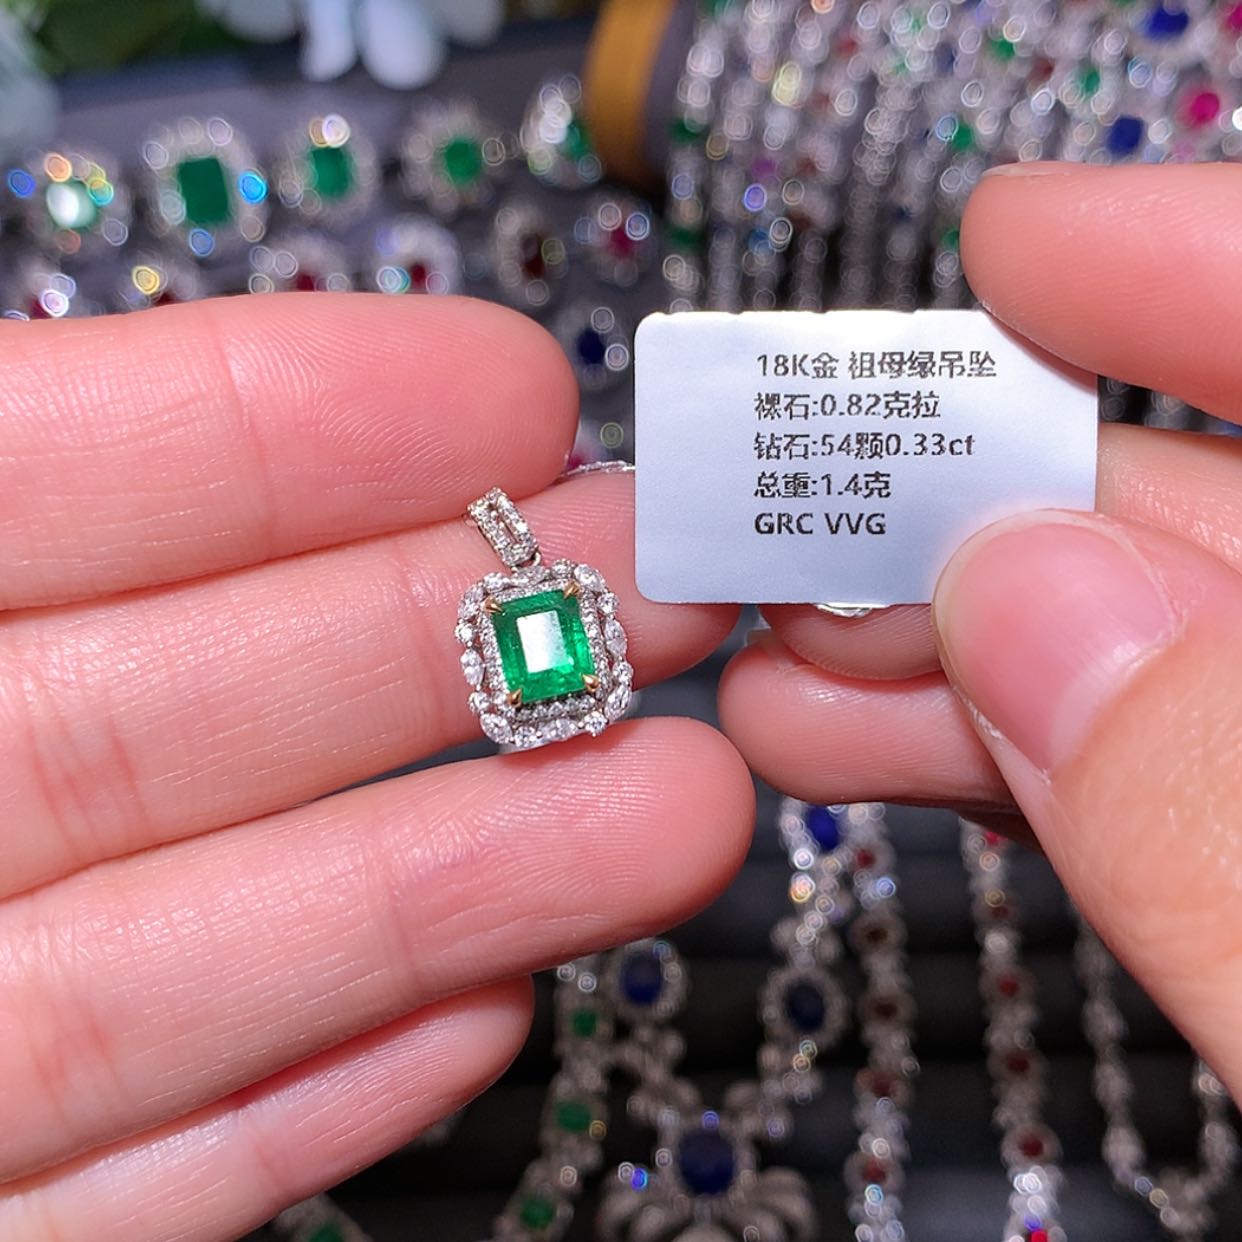 18K金 祖母绿吊坠
裸石:0.82克拉
钻石:54颗0.33ct
总重:1.4克
GRC VVG